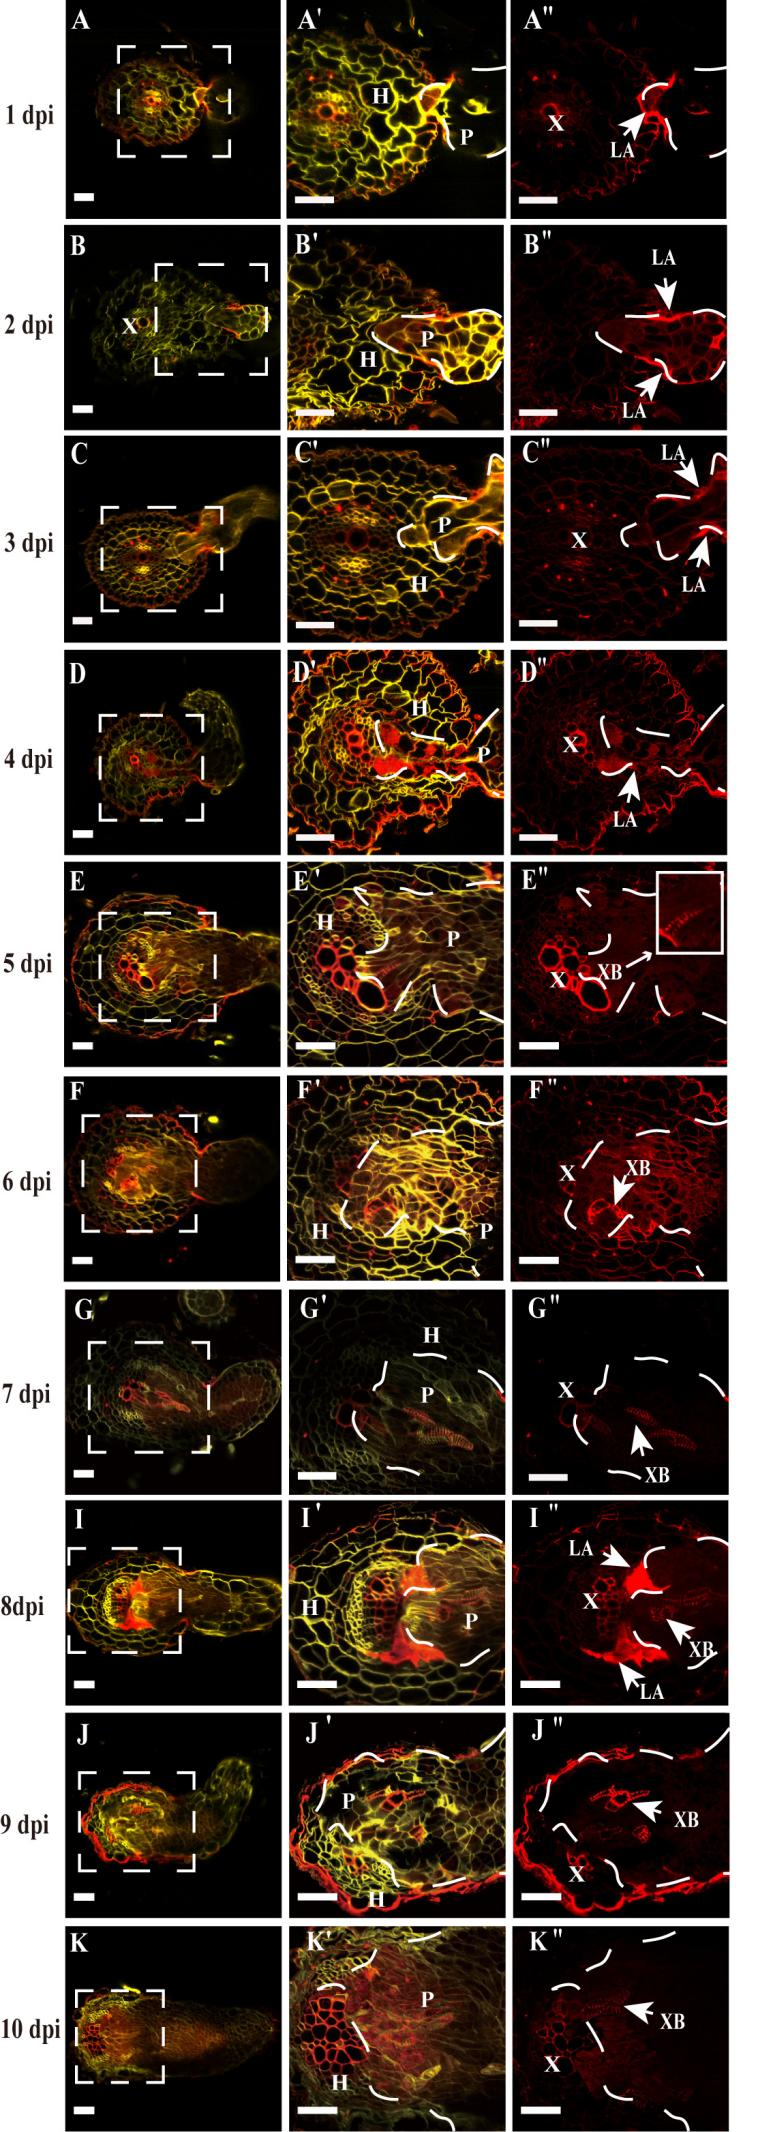 A A' A"
1 dpi H P X LA
B B' B"
2 dpi X H P LA LA
C C' C"
3 dpi P H X LA LA
D D' D"
4 dpi H P X LA
E E' E"
5 dpi H P X XB
F F' F"
6 dpi H P X XB
G G' G"
7 dpi H P X XB
I I' I"
8dpi H P LA X XB LA
J J' J"
9 dpi P H X XB
K K' K"
10 dpi P H X XB